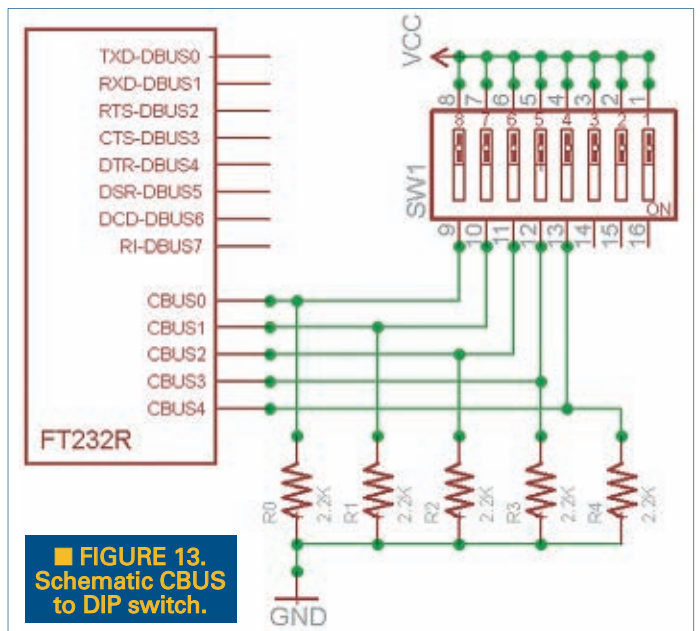 TXD-DBUS0
RXD-DBUS1
RTS-DBUS2
CTS-DBUS3
DTR-DBUS4
DSR-DBUS5
DCD-DBUS6
RI-DBUS7
CBUS0
CBUS1
CBUS2
CBUS3
CBUS4
FT232R
VCC
8 7 6 5 4 3 2 1
8 7 6 5 4 3 2 1
SW1
ON
9 10 11 12 13 14 15 16
R0 2.2K R1 2.2K R2 2.2K R3 2.2K R4 2.2K
GND
■ FIGURE 13.
Schematic CBUS
to DIP switch.